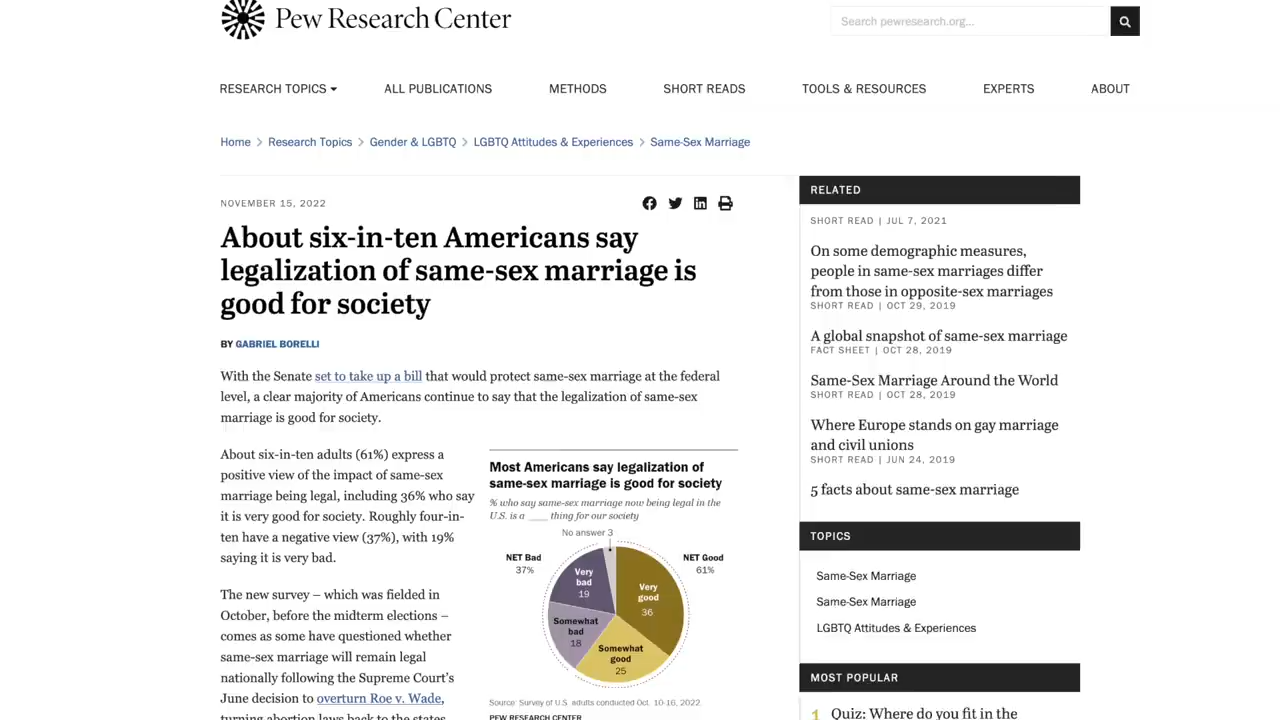 Pew Research Center
Search pewresearch.org...
RESEARCH TOPICS
ALL PUBLICATIONS
METHODS
SHORT READS
TOOLS & RESOURCES
EXPERTS
ABOUT
Home > Research Topics > Gender & LGBTQ > LGBTQ Attitudes & Experiences > Same-Sex Marriage
NOVEMBER 15, 2022
About six-in-ten Americans say
legalization of same-sex marriage is
good for society
BY GABRIEL BORELLI
With the Senate set to take up a bill that would protect same-sex marriage at the federal
level, a clear majority of Americans continue to say that the legalization of same-sex
marriage is good for society.
About six-in-ten adults (61%) express a
positive view of the impact of same-sex
marriage being legal, including 36% who say
it is very good for society. Roughly four-in-
ten have a negative view (37%), with 19%
saying it is very bad.
The new survey – which was fielded in
October, before the midterm elections –
comes as some have questioned whether
same-sex marriage will remain legal
nationally following the Supreme Court's
June decision to overturn Roe v. Wade,
turning abortion laws back to the states
Most Americans say legalization of
same-sex marriage is good for society
% who say same-sex marriage now being legal in the
U.S. is a ___ thing for our society
No answer 3
NET Bad
37%
NET Good
61%
Very
bad
19
Very
good
36
Somewhat
bad
18
Somewhat
good
25
Source: Survey of U.S. adults conducted Oct. 10-16, 2022.
PEW RESEARCH CENTER
RELATED
SHORT READ | JUL 7, 2021
On some demographic measures,
people in same-sex marriages differ
from those in opposite-sex marriages
SHORT READ | OCT 29, 2019
A global snapshot of same-sex marriage
FACT SHEET | OCT 28, 2019
Same-Sex Marriage Around the World
SHORT READ | OCT 28, 2019
Where Europe stands on gay marriage
and civil unions
SHORT READ | JUN 24, 2019
5 facts about same-sex marriage
TOPICS
Same-Sex Marriage
Same-Sex Marriage
LGBTQ Attitudes & Experiences
MOST POPULAR
1 Quiz: Where do you fit in the